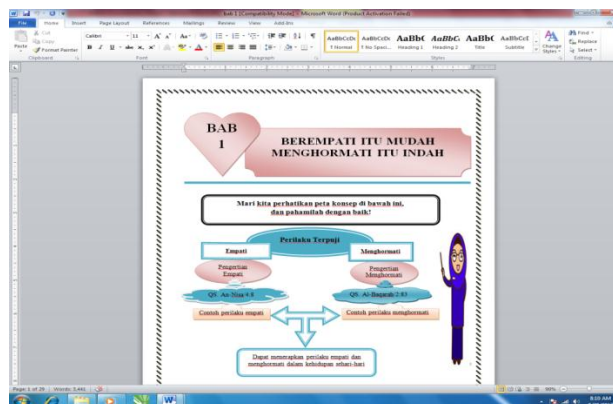 Bab 1 [Compatibility Mode] - Microsoft Word (Product Activation Failed)
File Home Insert Page Layout References Mailings Review View Add-Ins
Cut
Copy
Format Painter
Paste
Clipboard
Calibri 11
Font
Paragraph
AaBbCcDc AaBbCcDc AaBbC AaBbCc AaBbC AaBbCcI
¶ Normal ¶ No Spaci... Heading 1 Heading 2 Title Subtitle
Change Styles
Styles
Find
Replace
Select
Editing
BAB
1
BEREMPATI ITU MUDAH
MENGHORMATI ITU INDAH
Mari kita perhatikan peta konsep di bawah ini,
dan pahamilah dengan baik!
Perilaku Terpuji
Empati Menghormati
Pengertian
Empati
Pengertian
Menghormati
QS. An-Nisa 4:8 QS. Al-Baqarah 2:83
Contoh perilaku empati Contoh perilaku menghormati
Dapat menerapkan perilaku empati dan
menghormati dalam kehidupan sehari-hari
Page: 1 of 29 Words: 3,441 90%
8:20 AM